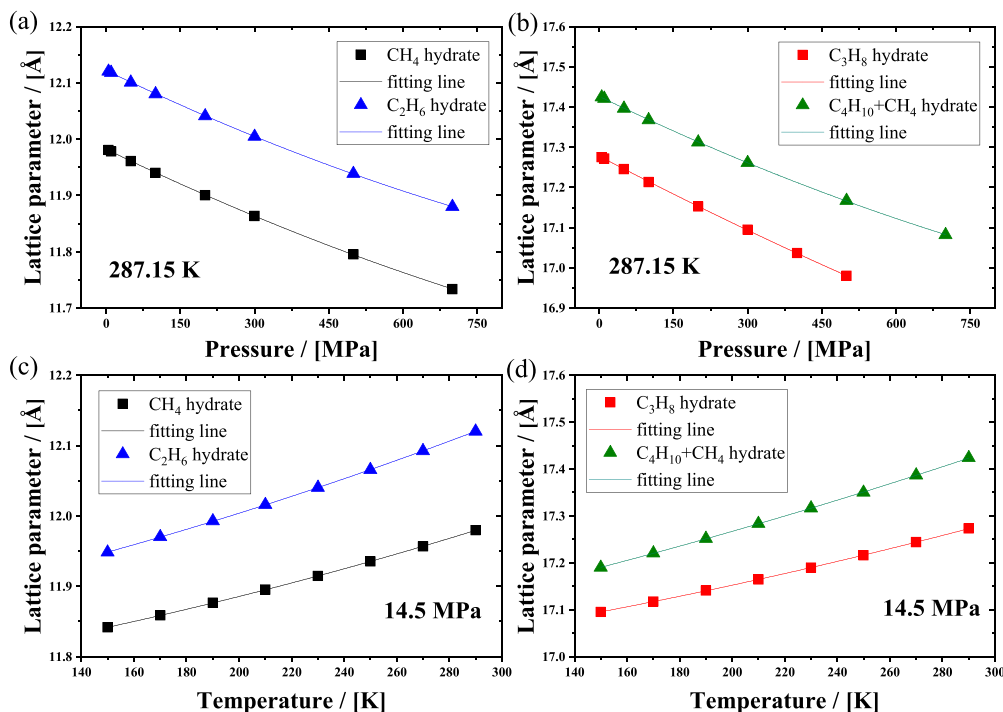 (a)
12.2
12.1
12.0
11.9
11.8
11.7
Lattice parameter / [Å]
CH₄ hydrate
fitting line
C₂H₆ hydrate
fitting line
287.15 K
0 150 300 450 600 750
Pressure / [MPa]
(b)
17.6
17.5
17.4
17.3
17.2
17.1
17.0
16.9
Lattice parameter / [Å]
C₃H₈ hydrate
fitting line
C₄H₁₀+CH₄ hydrate
fitting line
287.15 K
0 150 300 450 600 750
Pressure / [MPa]
(c)
12.2
12.1
12.0
11.9
11.8
Lattice parameter / [Å]
CH₄ hydrate
fitting line
C₂H₆ hydrate
fitting line
14.5 MPa
140 160 180 200 220 240 260 280 300
Temperature / [K]
(d)
17.6
17.5
17.4
17.3
17.2
17.1
17.0
Lattice parameter / [Å]
C₃H₈ hydrate
fitting line
C₄H₁₀+CH₄ hydrate
fitting line
14.5 MPa
140 160 180 200 220 240 260 280 300
Temperature / [K]